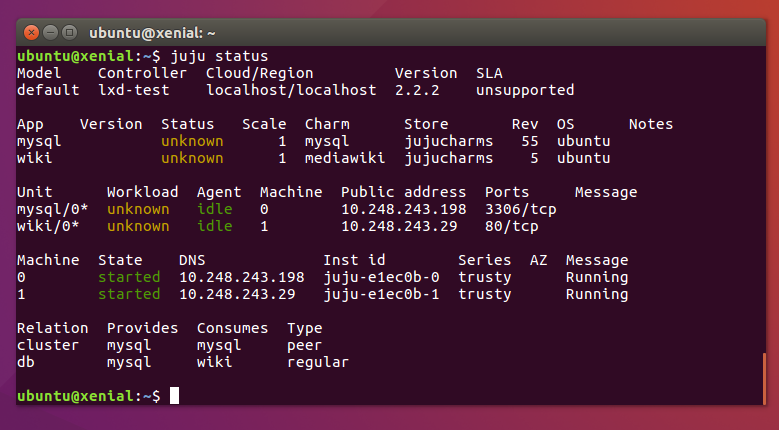 ubuntu@xenial: ~
ubuntu@xenial:~$ juju status
Model    Controller  Cloud/Region         Version  SLA
default  lxd-test    localhost/localhost  2.2.2    unsupported
App    Version  Status   Scale  Charm      Store       Rev  OS      Notes
mysql           unknown      1  mysql      jujucharms   55  ubuntu
wiki            unknown      1  mediawiki  jujucharms    5  ubuntu
Unit      Workload  Agent  Machine  Public address  Ports     Message
mysql/0*  unknown   idle   0        10.248.243.198  3306/tcp
wiki/0*   unknown   idle   1        10.248.243.29   80/tcp
Machine  State    DNS             Inst id        Series  AZ  Message
0        started  10.248.243.198  juju-e1ec0b-0  trusty      Running
1        started  10.248.243.29   juju-e1ec0b-1  trusty      Running
Relation  Provides  Consumes  Type
cluster   mysql     mysql     peer
db        mysql     wiki      regular
ubuntu@xenial:~$